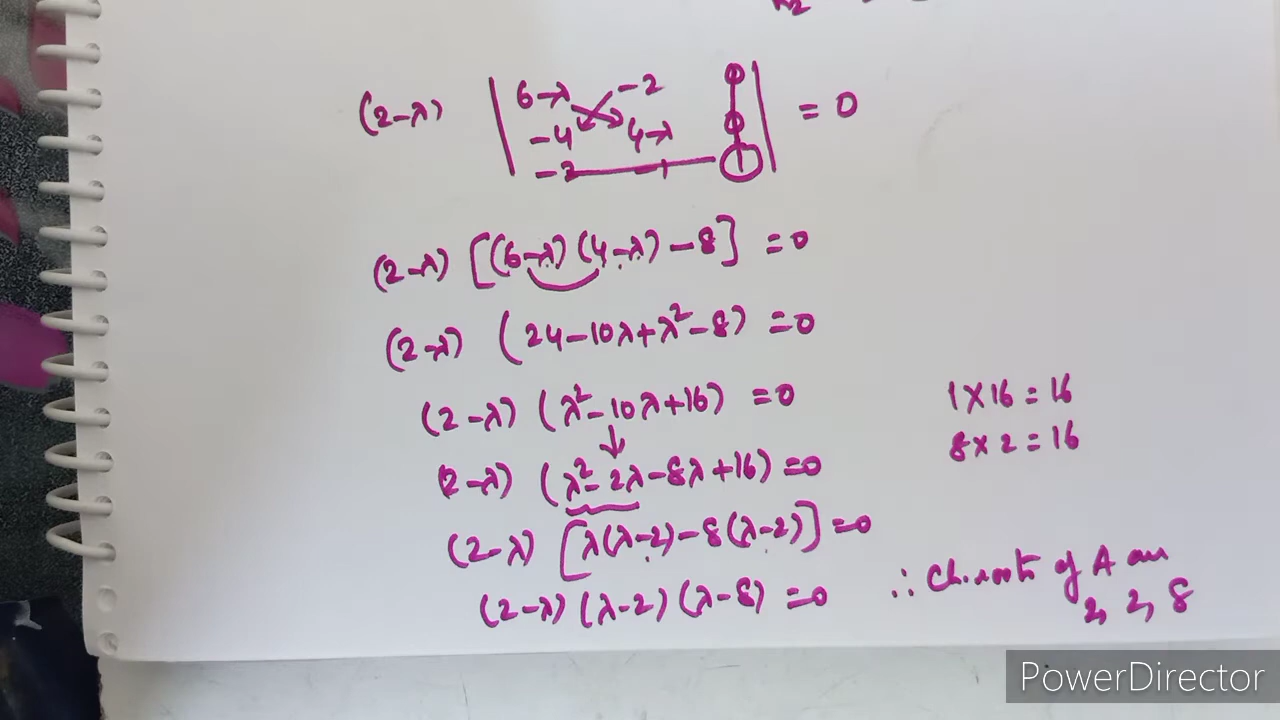 (2-λ) | 6-λ -2 0 | = 0
-4 4-λ 0
-2 1
(2-λ) [(6-λ)(4-λ)-8] = 0
(2-λ) (24-10λ+λ²-8) = 0
(2-λ) (λ²-10λ+16) = 0
2-λ) (λ²-2λ-8λ+16) = 0
(2-λ) [λ(λ-2)-8(λ-2)] = 0
(2-λ) (λ-2) (λ-8) = 0
1 × 16 = 16
8 × 2 = 16
∴ Ch. roots of A are
2, 2, 8
PowerDirector